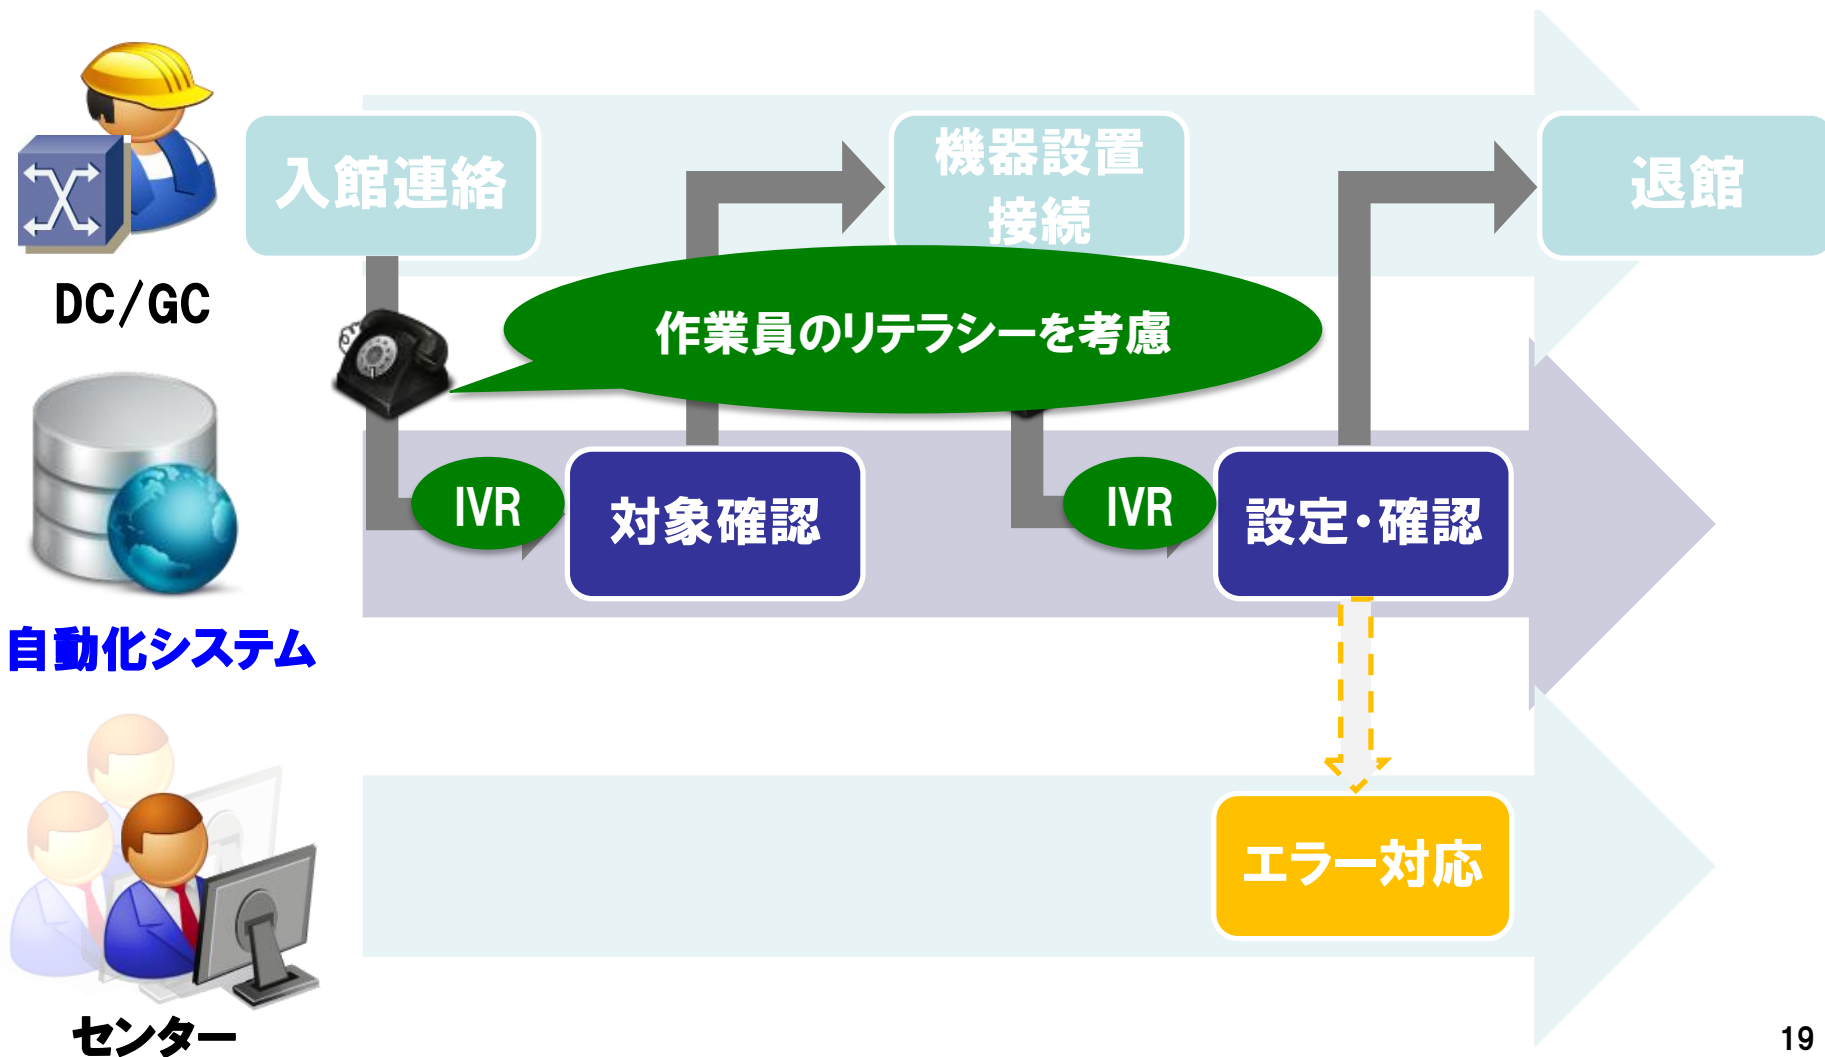 入館連絡
機器設置
接続
退館
DC/GC
作業員のリテラシーを考慮
IVR
対象確認
IVR
設定・確認
自動化システム
エラー対応
センター
19